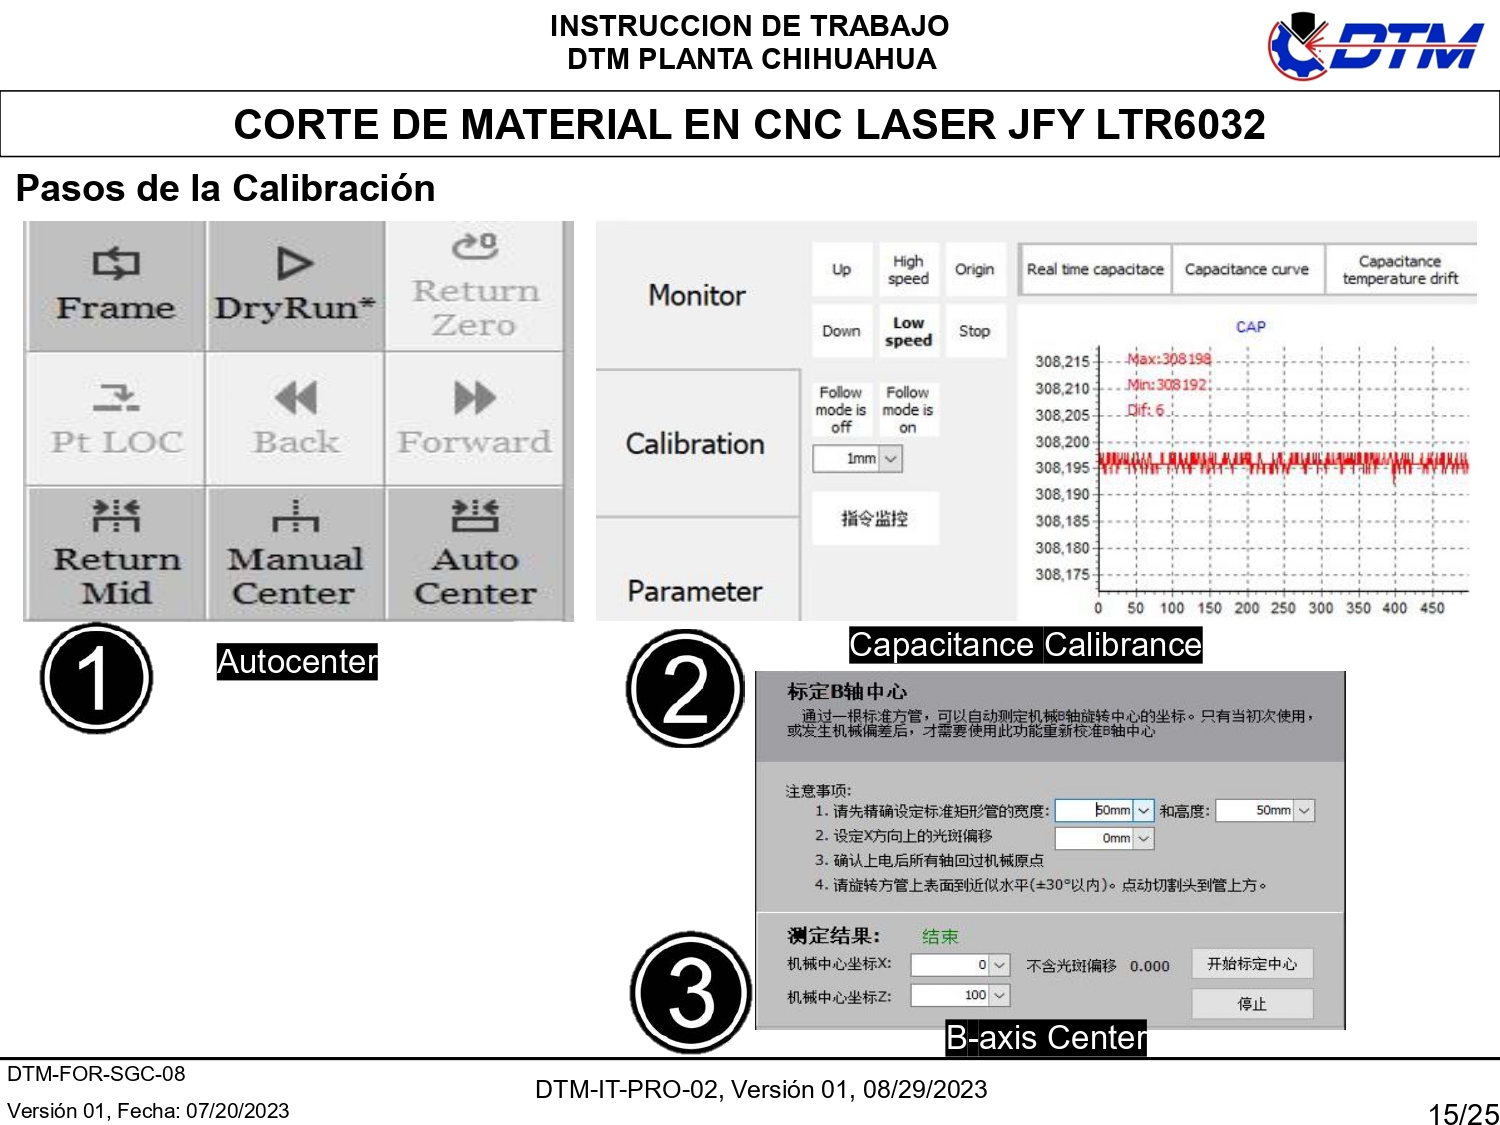 INSTRUCCION DE TRABAJO
DTM PLANTA CHIHUAHUA
DTM
CORTE DE MATERIAL EN CNC LASER JFY LTR6032
Pasos de la Calibración
Frame
DryRun*
Return
Zero
Pt LOC
Back
Forward
Return
Mid
Manual
Center
Auto
Center
Monitor
Calibration
Parameter
Up
High
speed
Origin
Down
Low
speed
Stop
Follow
mode is
off
Follow
mode is
on
1mm
指令监控
Real time capacitace
Capacitance curve
Capacitance
temperature drift
CAP
Max:308198
Min:308192
Dif: 6
308,215
308,210
308,205
308,200
308,195
308,190
308,185
308,180
308,175
0 50 100 150 200 250 300 350 400 450
1
Autocenter
2
Capacitance Calibrance
标定B轴中心
通过一根标准方管，可以自动测定机械B轴旋转中心的坐标。只有当初次使用，
或发生机械偏差后，才需要使用此功能重新校准B轴中心
注意事项:
1. 请先精确设定标准矩形管的宽度: 50mm 和高度: 50mm
2. 设定X方向上的光斑偏移 0mm
3. 确认上电后所有轴回过机械原点
4. 请旋转方管上表面到近似水平(±30°以内)。点动切割头到管上方。
测定结果: 结束
机械中心坐标X: 0 不含光斑偏移 0.000 开始标定中心
机械中心坐标Z: 100 停止
3
B-axis Center
DTM-FOR-SGC-08
Versión 01, Fecha: 07/20/2023
DTM-IT-PRO-02, Versión 01, 08/29/2023
15/25